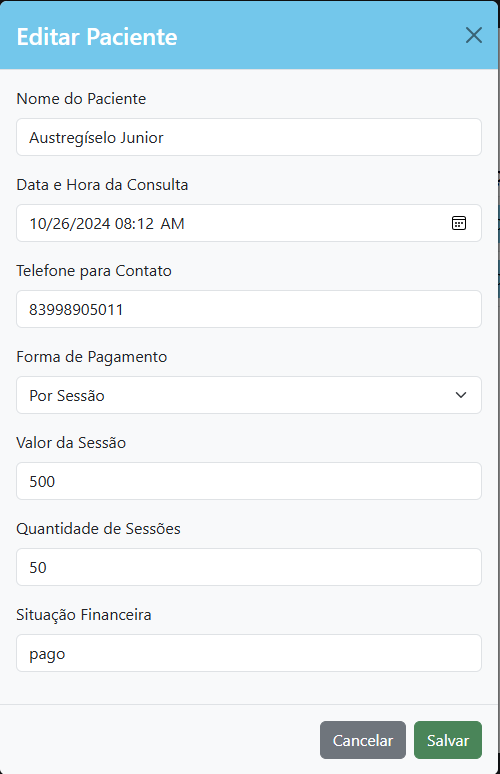 Editar Paciente
Nome do Paciente
Austregíselo Junior
Data e Hora da Consulta
10/26/2024 08:12 AM
Telefone para Contato
83998905011
Forma de Pagamento
Por Sessão
Valor da Sessão
500
Quantidade de Sessões
50
Situação Financeira
pago
Cancelar Salvar